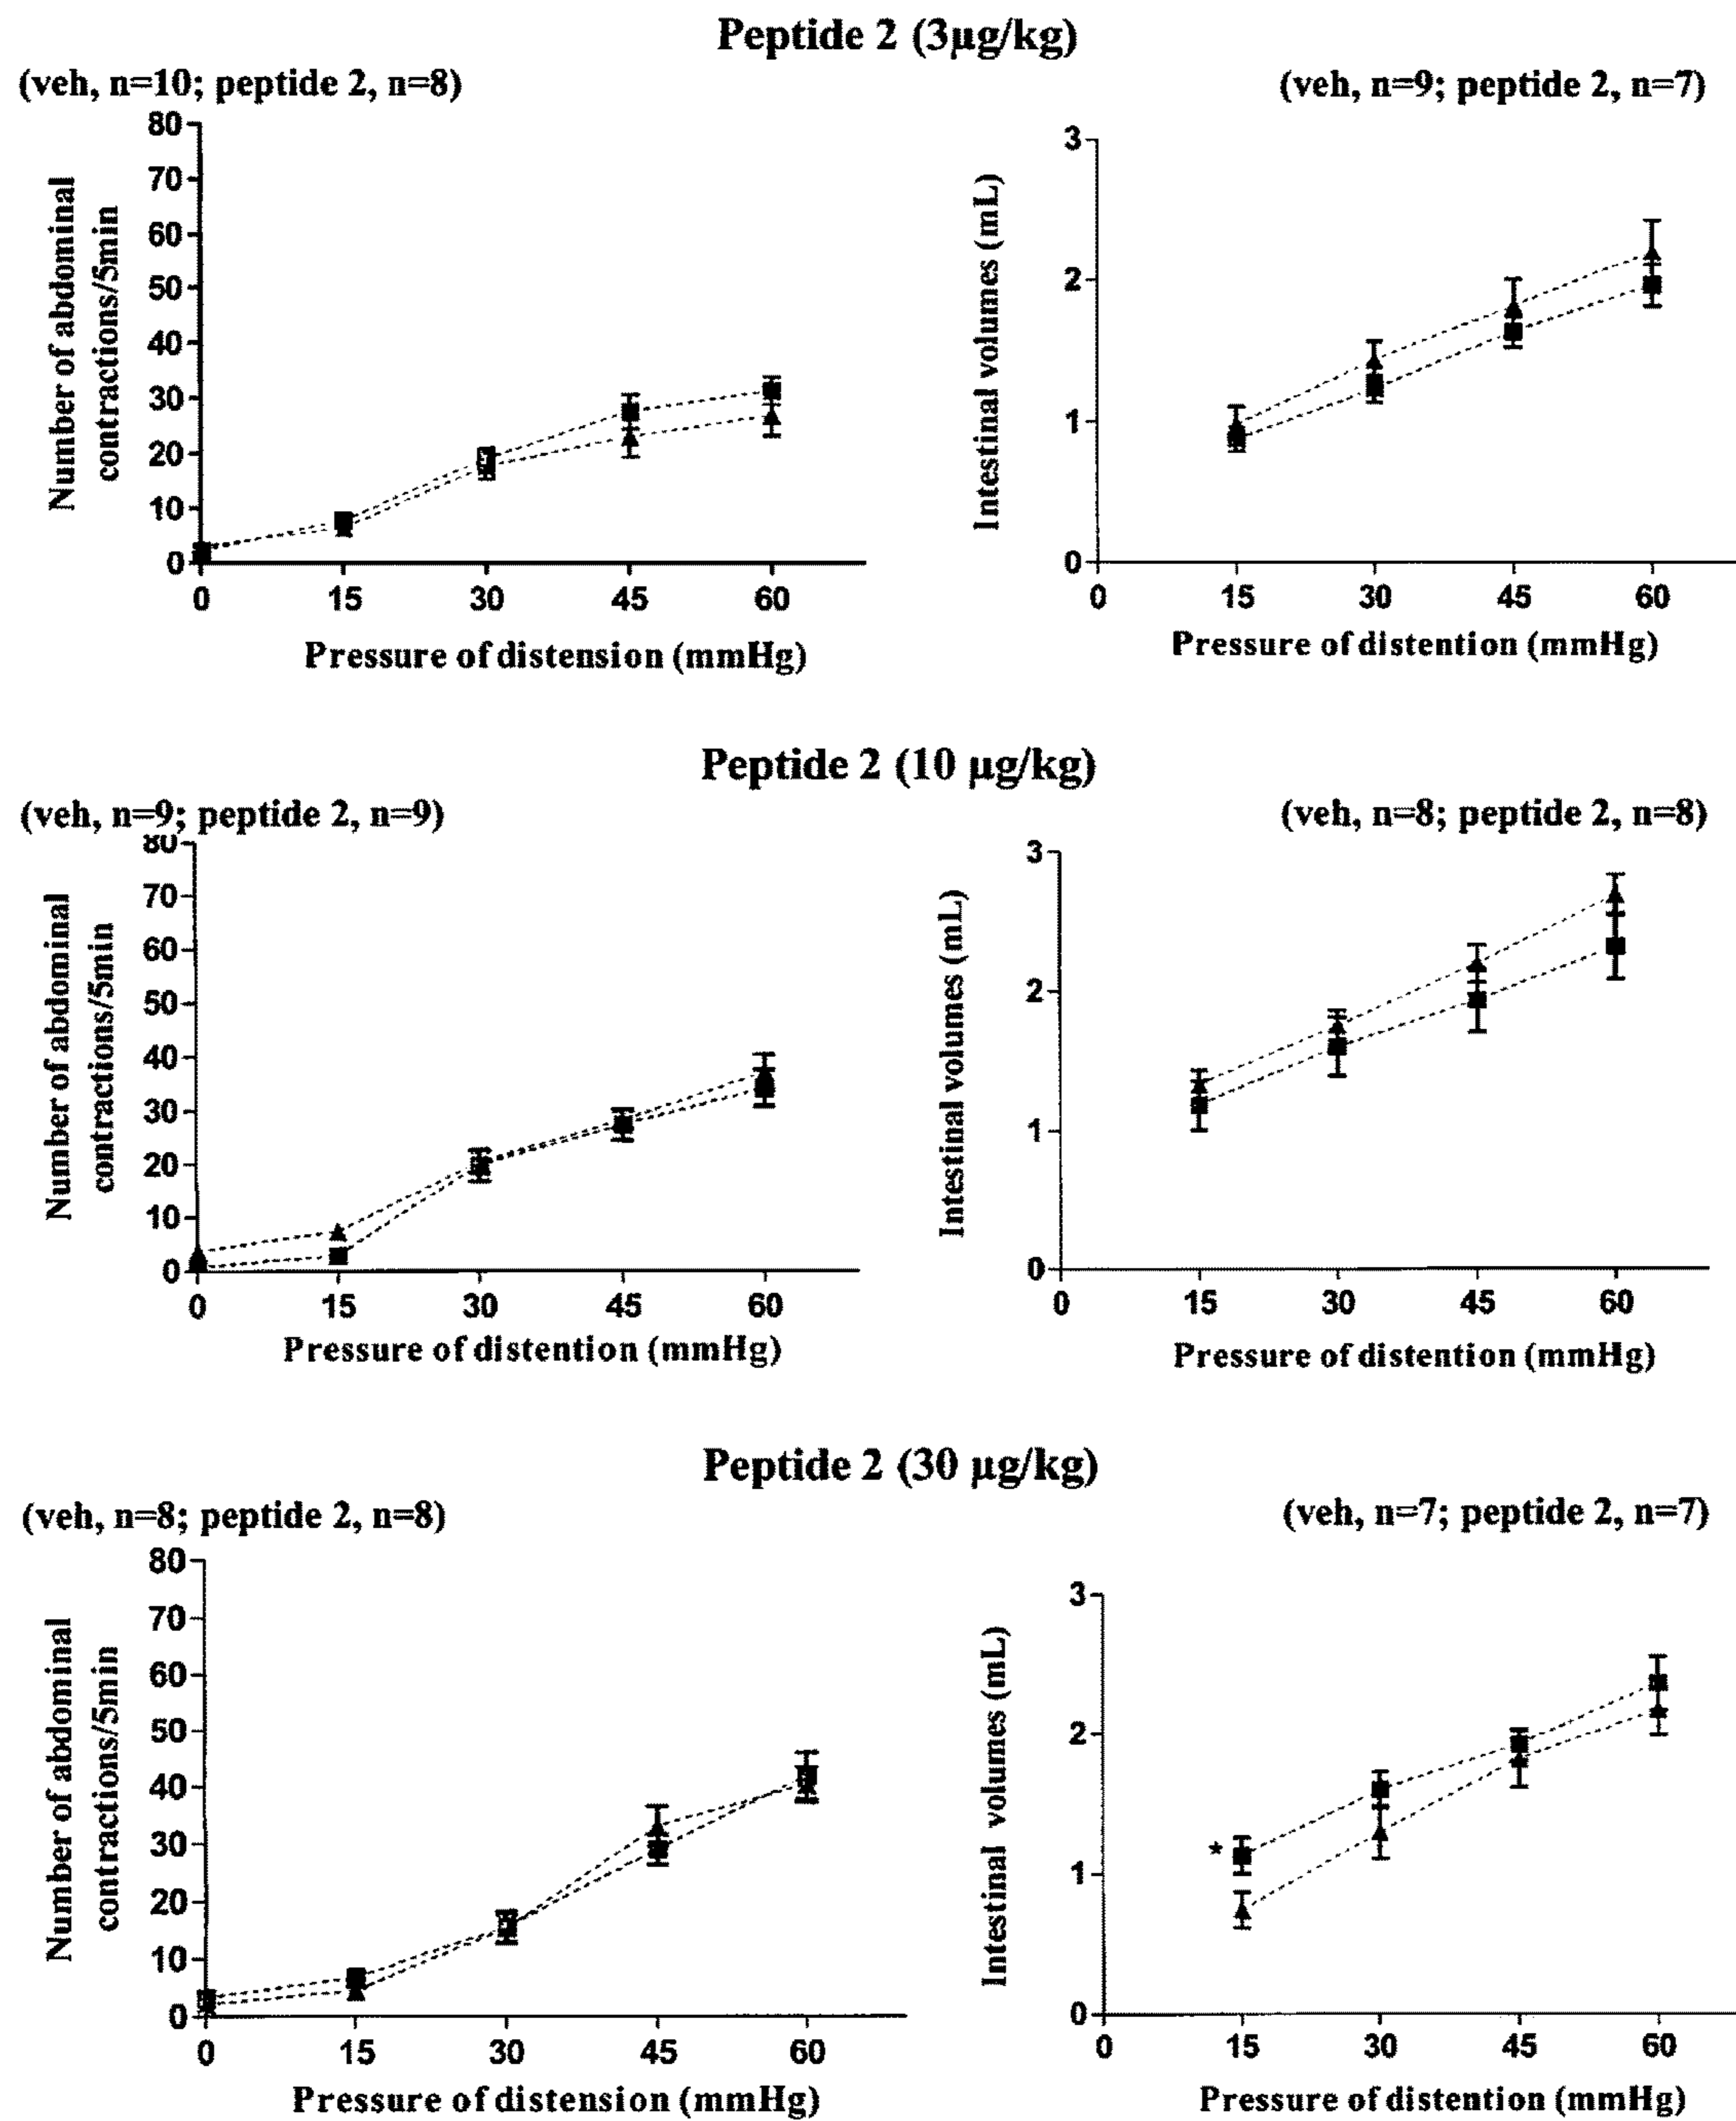 Peptide 2 (3µg/kg)
(veh, n=10; peptide 2, n=8)
(veh, n=9; peptide 2, n=7)
Number of abdominal
contractions/5min
80
70
60
50
40
30
20
10
0
0 15 30 45 60
Pressure of distension (mmHg)
Intestinal volumes (mL)
3
2
1
0
0 15 30 45 60
Pressure of distention (mmHg)
Peptide 2 (10 µg/kg)
(veh, n=9; peptide 2, n=9)
(veh, n=8; peptide 2, n=8)
Number of abdominal
contractions/5min
80
70
60
50
40
30
20
10
0
0 15 30 45 60
Pressure of distention (mmHg)
Intestinal volumes (mL)
3
2
1
0
0 15 30 45 60
Pressure of distention (mmHg)
Peptide 2 (30 µg/kg)
(veh, n=8; peptide 2, n=8)
(veh, n=7; peptide 2, n=7)
Number of abdominal
contractions/5min
80
70
60
50
40
30
20
10
0
0 15 30 45 60
Pressure of distension (mmHg)
Intestinal volumes (mL)
3
2
*
1
0
0 15 30 45 60
Pressure of distention (mmHg)